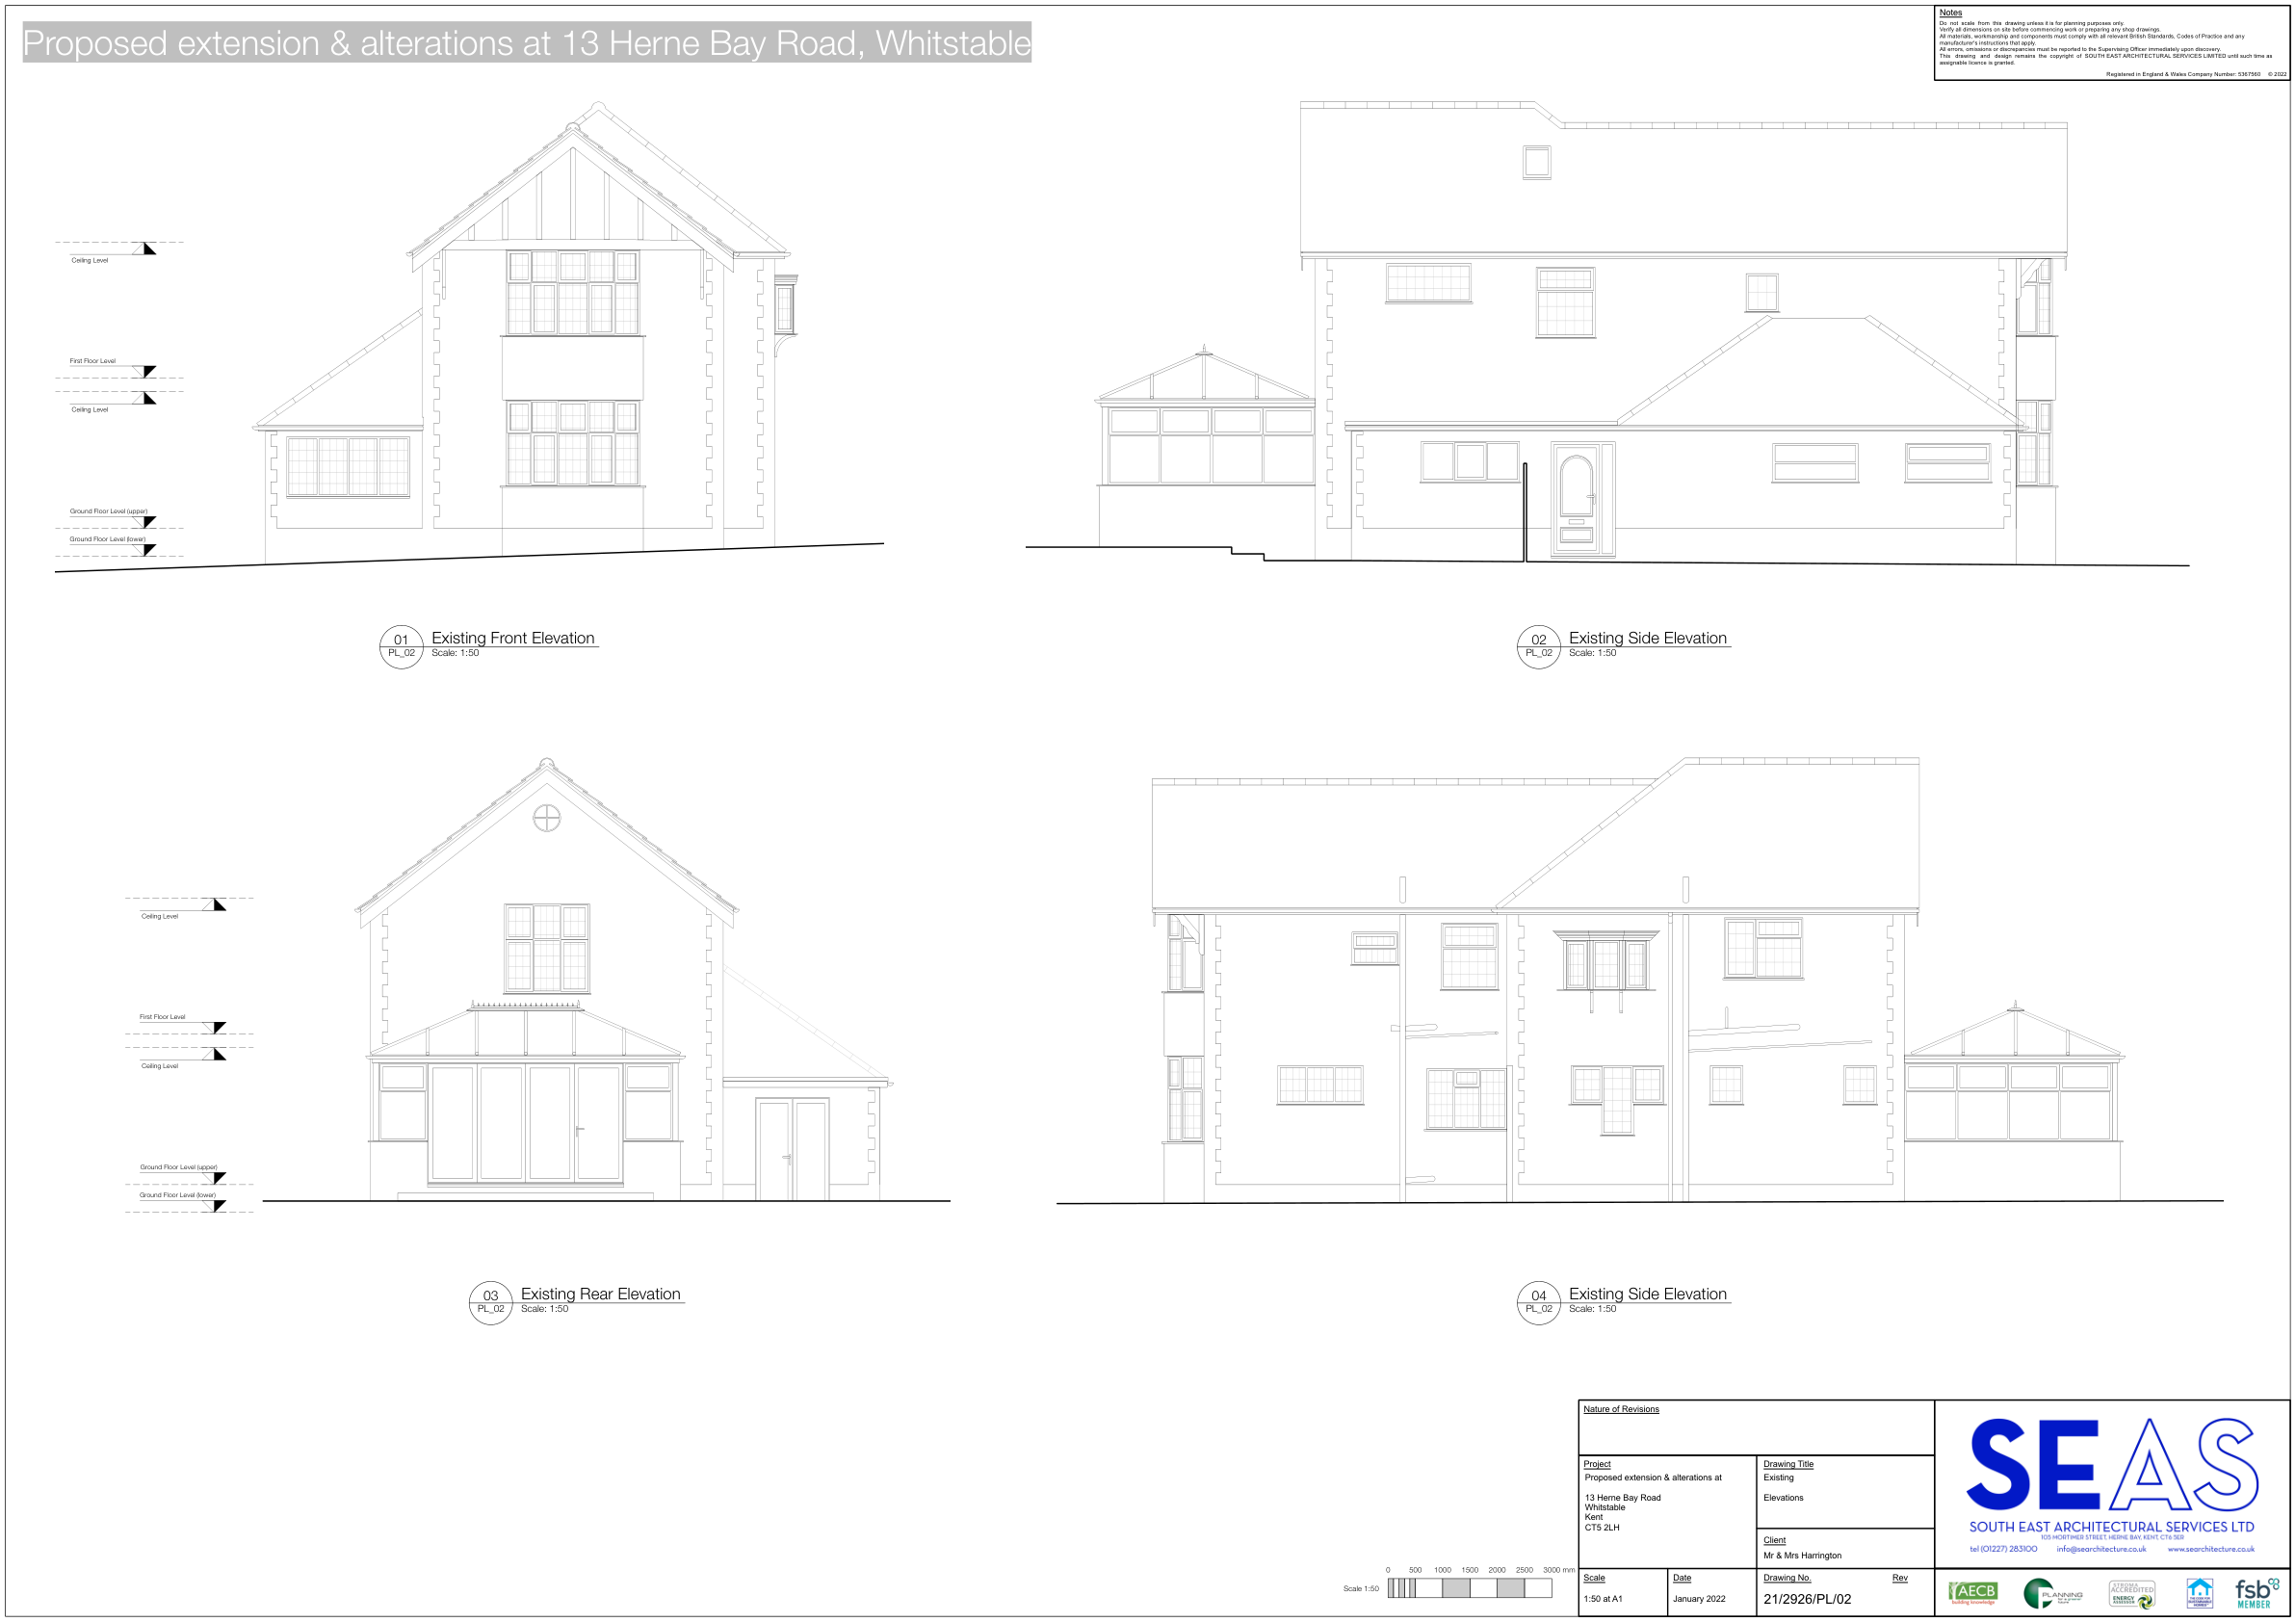 Proposed extension & alterations at 13 Herne Bay Road, Whitstable
Notes
Do not scale from this drawing unless it is for planning purposes only.
Verify all dimensions on site before commencing work or preparing any shop drawings.
All materials, workmanship and components must comply with all relevant British Standards, Codes of Practice and any
manufacturer's instructions that apply.
All errors, omissions or discrepancies must be reported to the Supervising Officer immediately upon discovery.
This drawing and design remains the copyright of SOUTH EAST ARCHITECTURAL SERVICES LIMITED until such time as
assignable licence is granted.
Registered in England & Wales Company Number: 5367560 © 2022
Ceiling Level
First Floor Level
Ceiling Level
Ground Floor Level (upper)
Ground Floor Level (lower)
01
PL_02
Existing Front Elevation
Scale: 1:50
02
PL_02
Existing Side Elevation
Scale: 1:50
Ceiling Level
First Floor Level
Ceiling Level
Ground Floor Level (upper)
Ground Floor Level (lower)
03
PL_02
Existing Rear Elevation
Scale: 1:50
04
PL_02
Existing Side Elevation
Scale: 1:50
Scale 1:50
0 500 1000 1500 2000 2500 3000 mm
Nature of Revisions
Project
Proposed extension & alterations at
13 Herne Bay Road
Whitstable
Kent
CT5 2LH
Drawing Title
Existing
Elevations
Client
Mr & Mrs Harrington
Scale
1:50 at A1
Date
January 2022
Drawing No.
Rev
21/2926/PL/02
SEAS
SOUTH EAST ARCHITECTURAL SERVICES LTD
105 MORTIMER STREET, HERNE BAY, KENT, CT6 5ER
tel (01227) 283100 info@searchitecture.co.uk www.searchitecture.co.uk
AECB
building knowledge
PLANNING
for a greener
future
STROMA
ACCREDITED
ENERGY
ASSESSOR
fsb
MEMBER